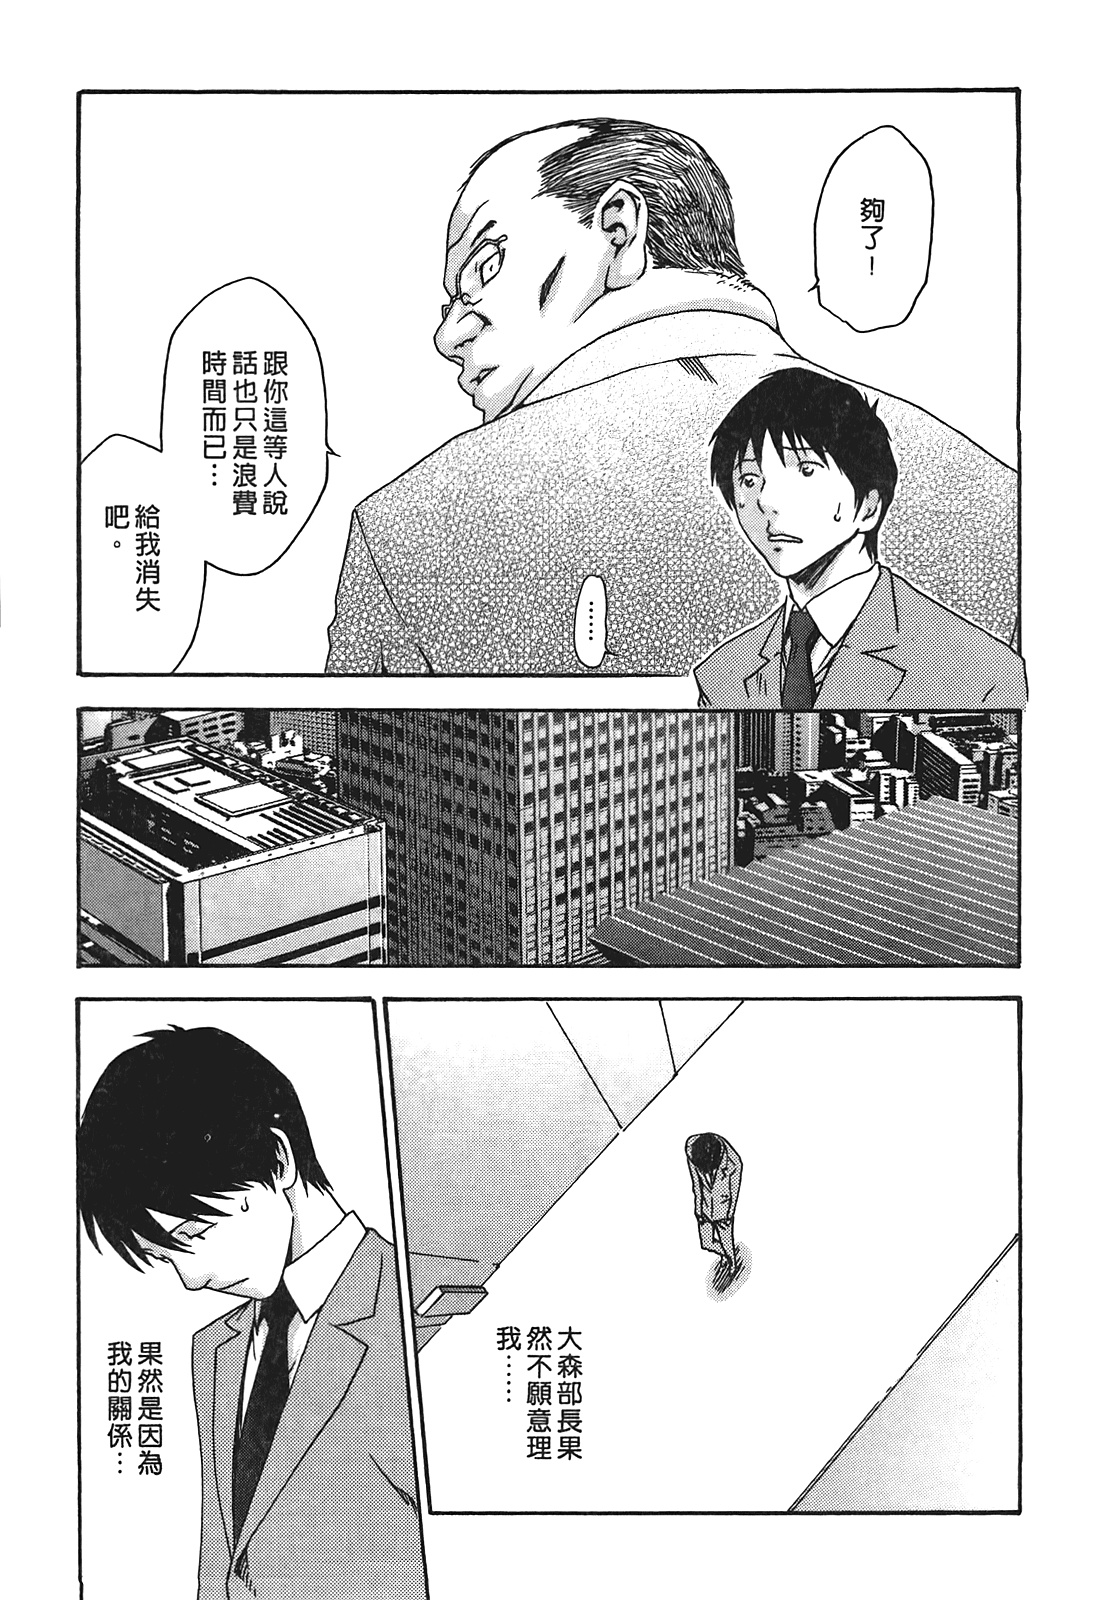 夠了！
跟你這等人說
話也只是浪費
時間而已…
給我消失
吧。
……
大森部長果
然不願意理
我……
果然是因為
我的關係…